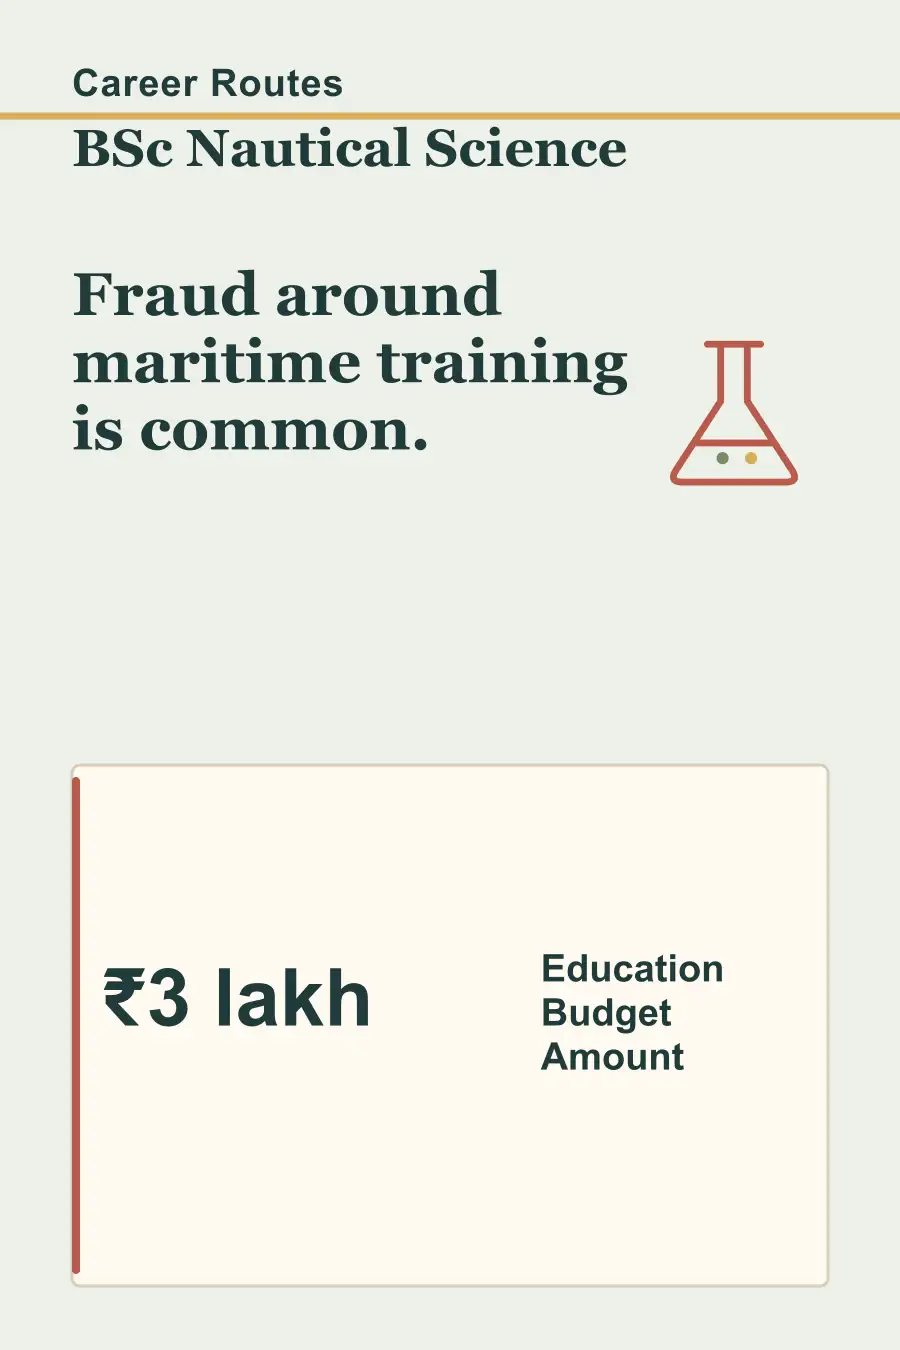 Career Routes
BSc Nautical Science
Fraud around
maritime training
is common.
₹3 lakh
Education
Budget
Amount